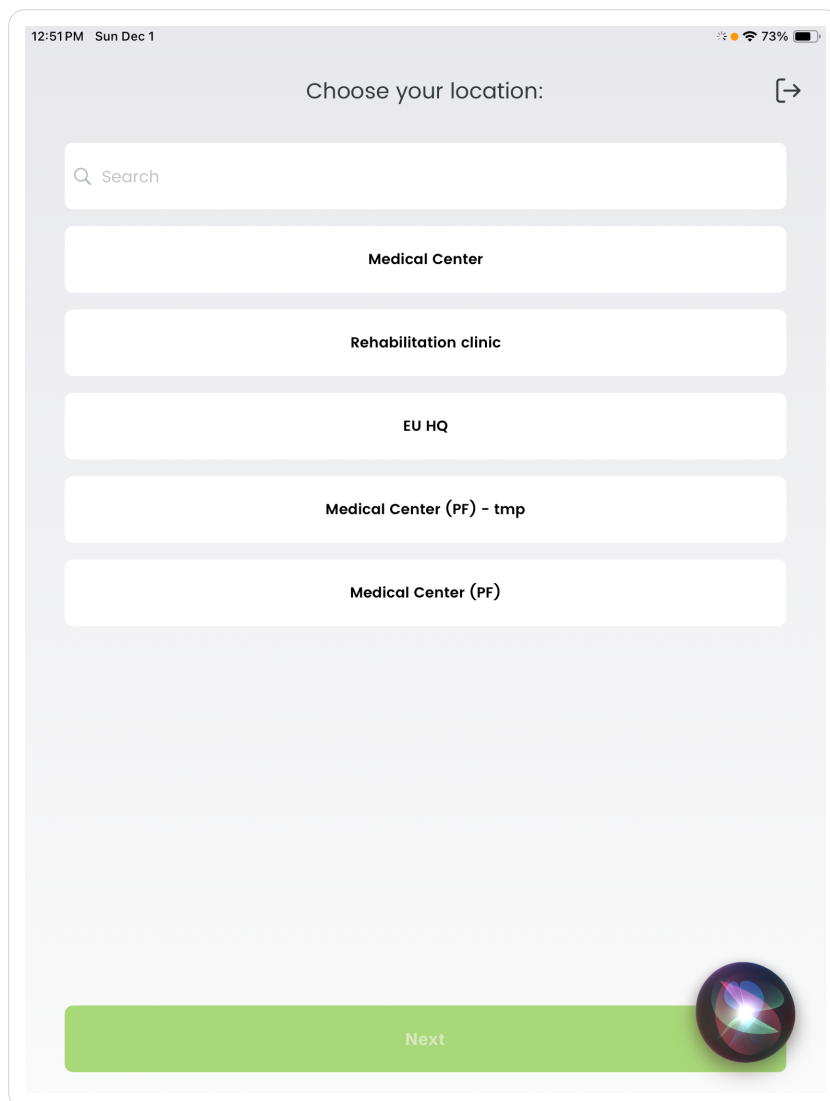 12:51 PM Sun Dec 1 73%
Choose your location:
Search
Medical Center
Rehabilitation clinic
EU HQ
Medical Center (PF) - tmp
Medical Center (PF)
Next